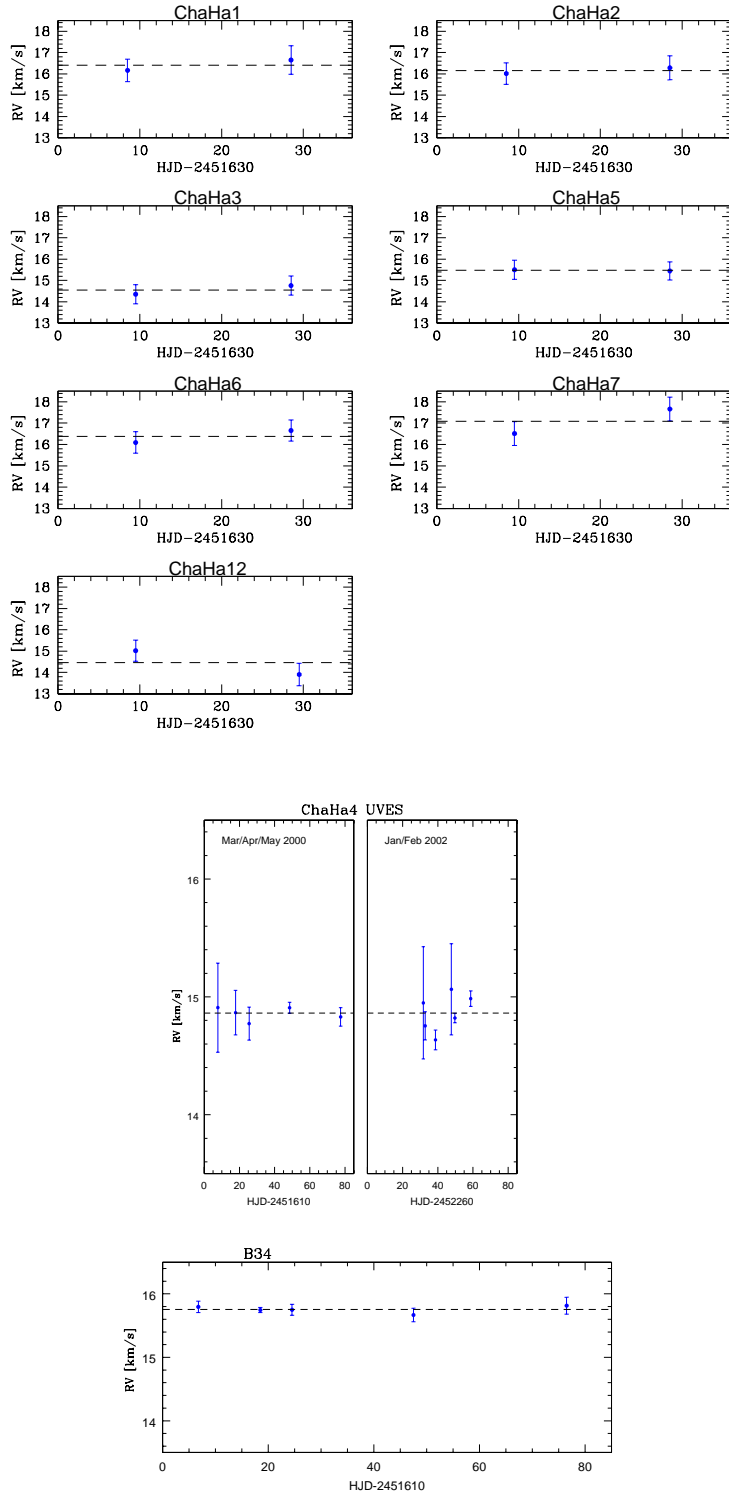 ChaHa1 ChaHa2
18 18
17 17
16 16
15 15
14 14
13 13
RV [km/s] RV [km/s]
0 10 20 30 0 10 20 30
HJD-2451630 HJD-2451630
ChaHa3 ChaHa5
18 18
17 17
16 16
15 15
14 14
13 13
RV [km/s] RV [km/s]
0 10 20 30 0 10 20 30
HJD-2451630 HJD-2451630
ChaHa6 ChaHa7
18 18
17 17
16 16
15 15
14 14
13 13
RV [km/s] RV [km/s]
0 10 20 30 0 10 20 30
HJD-2451630 HJD-2451630
ChaHa12
18
17
16
15
14
13
RV [km/s]
0 10 20 30
HJD-2451630
ChaHa4 UVES
Mar/Apr/May 2000 Jan/Feb 2002
16
15
14
RV [km/s]
0 20 40 60 80 0 20 40 60 80
HJD-2451610 HJD-2452260
B34
16
15
14
RV [km/s]
0 20 40 60 80
HJD-2451610